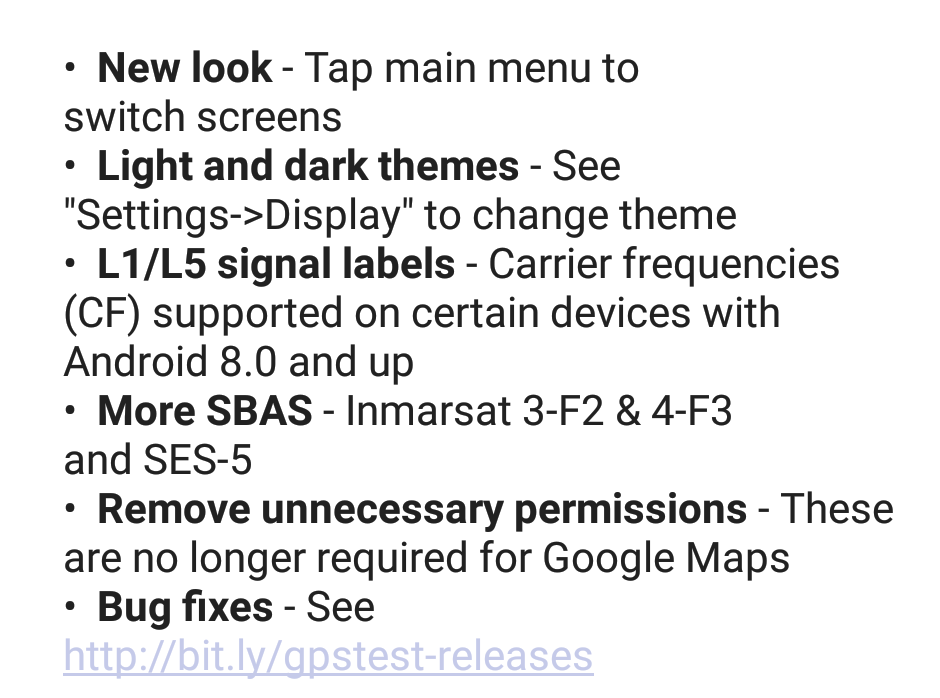 • New look - Tap main menu to
switch screens
• Light and dark themes - See
"Settings->Display" to change theme
• L1/L5 signal labels - Carrier frequencies
(CF) supported on certain devices with
Android 8.0 and up
• More SBAS - Inmarsat 3-F2 & 4-F3
and SES-5
• Remove unnecessary permissions - These
are no longer required for Google Maps
• Bug fixes - See
http://bit.ly/gpstest-releases